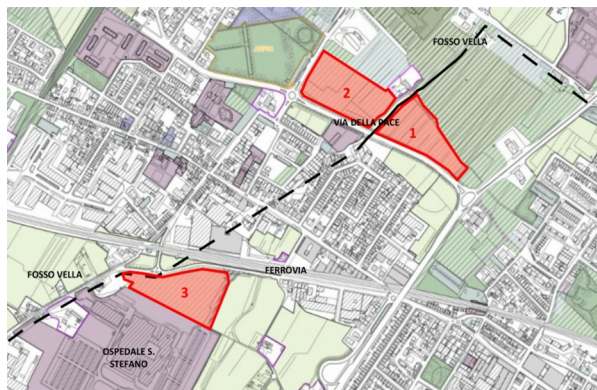 FOSSO VELLA
2
VIA DELLA PACE
1
FOSSO VELLA
FERROVIA
3
OSPEDALE S.
STEFANO